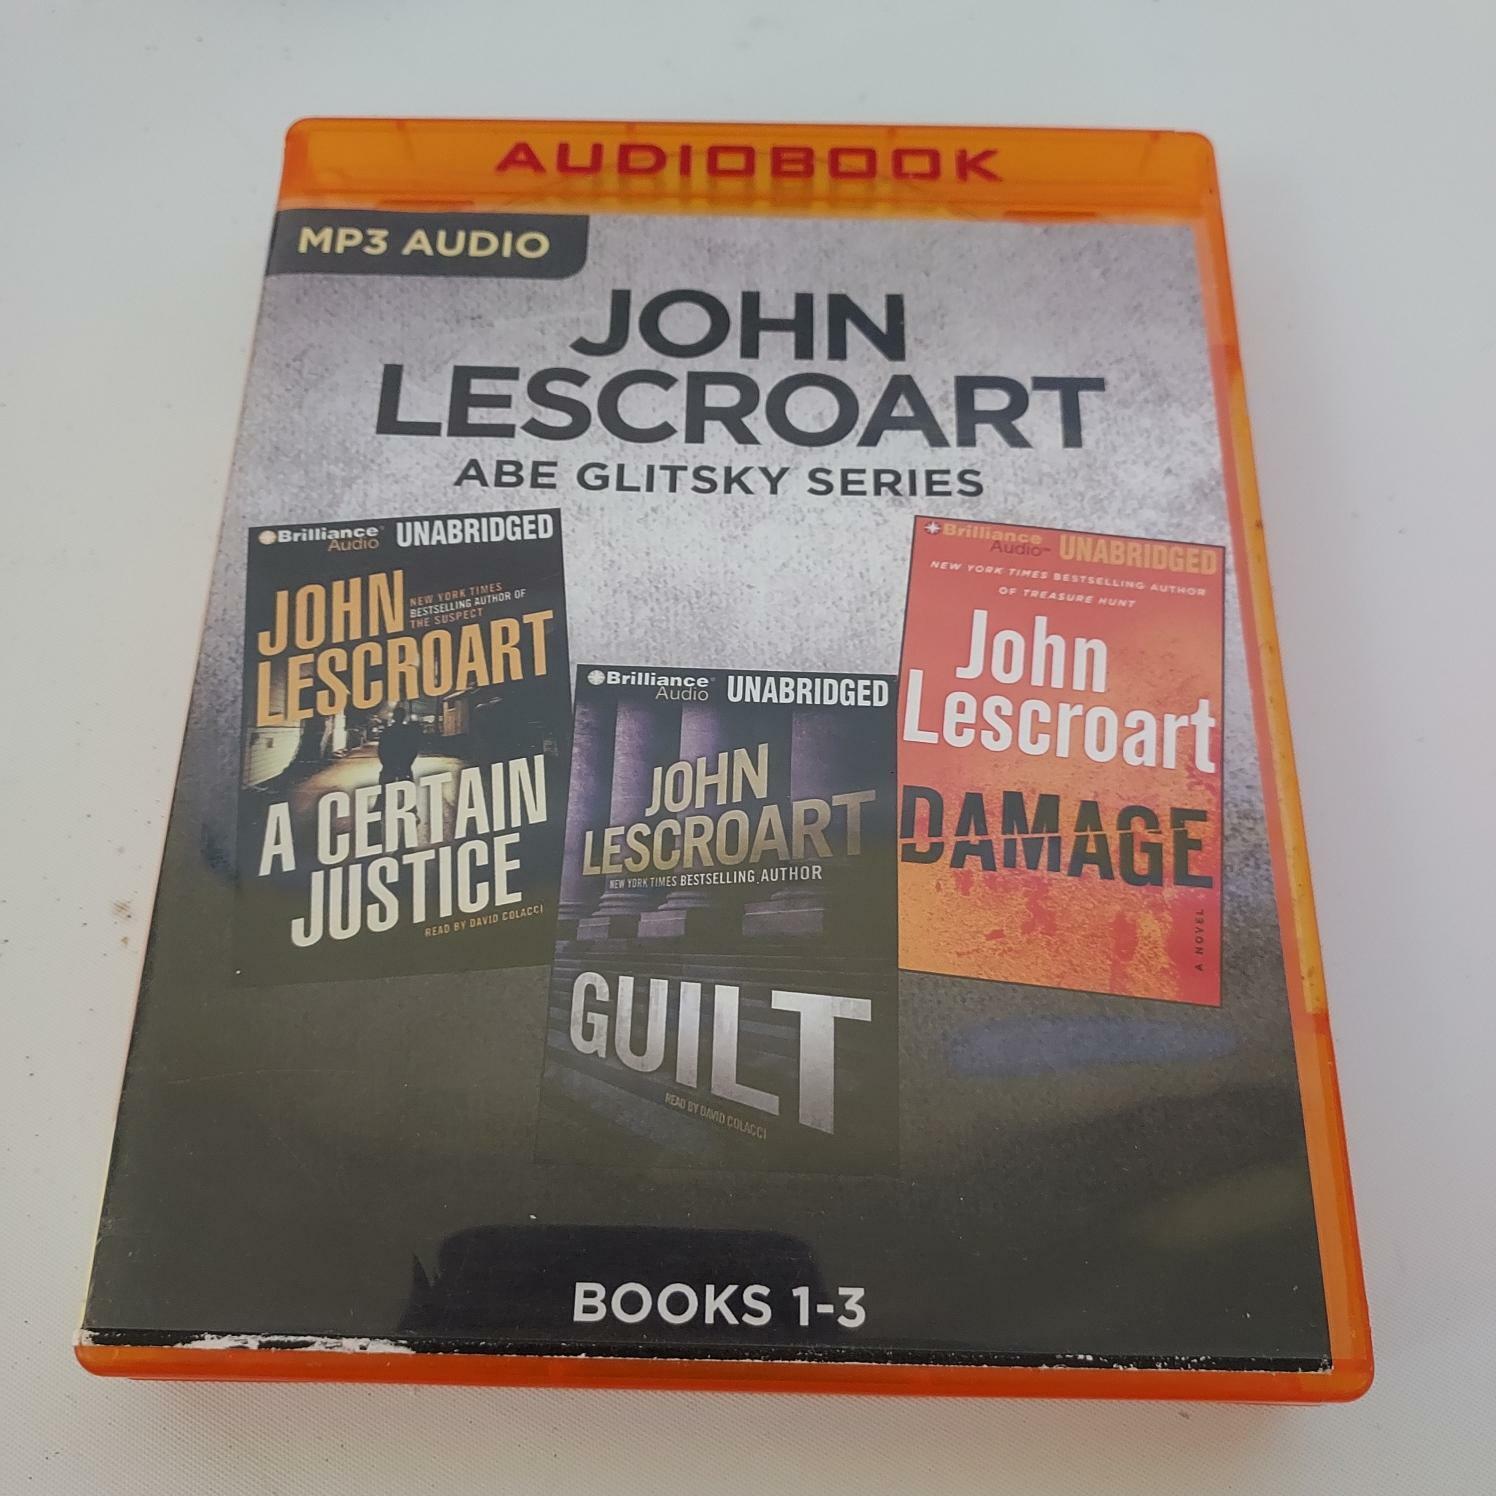 AUDIOBOOK
MP3 AUDIO
JOHN
LESCROART
ABE GLITSKY SERIES
Brilliance Audio UNABRIDGED
JOHN
NEW YORK TIMES
BESTSELLING AUTHOR OF
THE SUSPECT
LESCROART
A CERTAIN
JUSTICE
READ BY DAVID COLACCI
Brilliance Audio UNABRIDGED
JOHN
LESCROART
NEW YORK TIMES BESTSELLING AUTHOR
GUILT
READ BY DAVID COLACCI
Brilliance Audio™ UNABRIDGED
NEW YORK TIMES BESTSELLING AUTHOR
OF TREASURE HUNT
John
Lescroart
DAMAGE
A NOVEL
BOOKS 1-3